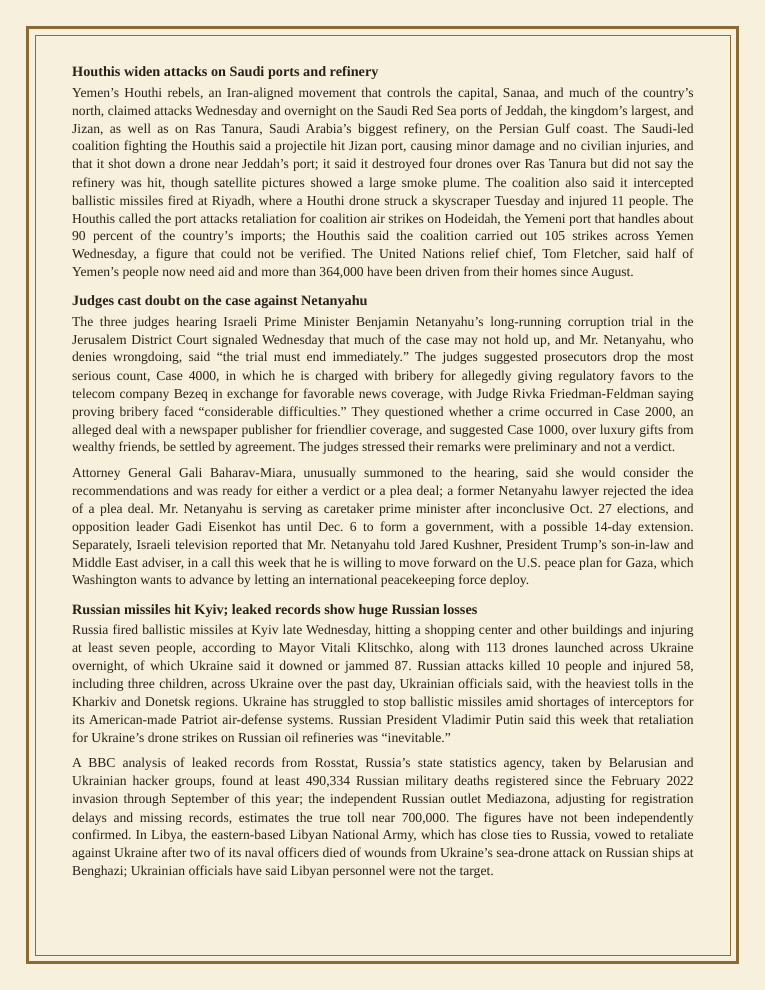 Houthis widen attacks on Saudi ports and refinery
Yemen’s Houthi rebels, an Iran-aligned movement that controls the capital, Sanaa, and much of the country’s
north, claimed attacks Wednesday and overnight on the Saudi Red Sea ports of Jeddah, the kingdom’s largest, and
Jizan, as well as on Ras Tanura, Saudi Arabia’s biggest refinery, on the Persian Gulf coast. The Saudi-led
coalition fighting the Houthis said a projectile hit Jizan port, causing minor damage and no civilian injuries, and
that it shot down a drone near Jeddah’s port; it said it destroyed four drones over Ras Tanura but did not say the
refinery was hit, though satellite pictures showed a large smoke plume. The coalition also said it intercepted
ballistic missiles fired at Riyadh, where a Houthi drone struck a skyscraper Tuesday and injured 11 people. The
Houthis called the port attacks retaliation for coalition air strikes on Hodeidah, the Yemeni port that handles about
90 percent of the country’s imports; the Houthis said the coalition carried out 105 strikes across Yemen
Wednesday, a figure that could not be verified. The United Nations relief chief, Tom Fletcher, said half of
Yemen’s people now need aid and more than 364,000 have been driven from their homes since August.
Judges cast doubt on the case against Netanyahu
The three judges hearing Israeli Prime Minister Benjamin Netanyahu’s long-running corruption trial in the
Jerusalem District Court signaled Wednesday that much of the case may not hold up, and Mr. Netanyahu, who
denies wrongdoing, said “the trial must end immediately.” The judges suggested prosecutors drop the most
serious count, Case 4000, in which he is charged with bribery for allegedly giving regulatory favors to the
telecom company Bezeq in exchange for favorable news coverage, with Judge Rivka Friedman-Feldman saying
proving bribery faced “considerable difficulties.” They questioned whether a crime occurred in Case 2000, an
alleged deal with a newspaper publisher for friendlier coverage, and suggested Case 1000, over luxury gifts from
wealthy friends, be settled by agreement. The judges stressed their remarks were preliminary and not a verdict.
Attorney General Gali Baharav-Miara, unusually summoned to the hearing, said she would consider the
recommendations and was ready for either a verdict or a plea deal; a former Netanyahu lawyer rejected the idea
of a plea deal. Mr. Netanyahu is serving as caretaker prime minister after inconclusive Oct. 27 elections, and
opposition leader Gadi Eisenkot has until Dec. 6 to form a government, with a possible 14-day extension.
Separately, Israeli television reported that Mr. Netanyahu told Jared Kushner, President Trump’s son-in-law and
Middle East adviser, in a call this week that he is willing to move forward on the U.S. peace plan for Gaza, which
Washington wants to advance by letting an international peacekeeping force deploy.
Russian missiles hit Kyiv; leaked records show huge Russian losses
Russia fired ballistic missiles at Kyiv late Wednesday, hitting a shopping center and other buildings and injuring
at least seven people, according to Mayor Vitali Klitschko, along with 113 drones launched across Ukraine
overnight, of which Ukraine said it downed or jammed 87. Russian attacks killed 10 people and injured 58,
including three children, across Ukraine over the past day, Ukrainian officials said, with the heaviest tolls in the
Kharkiv and Donetsk regions. Ukraine has struggled to stop ballistic missiles amid shortages of interceptors for
its American-made Patriot air-defense systems. Russian President Vladimir Putin said this week that retaliation
for Ukraine’s drone strikes on Russian oil refineries was “inevitable.”
A BBC analysis of leaked records from Rosstat, Russia’s state statistics agency, taken by Belarusian and
Ukrainian hacker groups, found at least 490,334 Russian military deaths registered since the February 2022
invasion through September of this year; the independent Russian outlet Mediazona, adjusting for registration
delays and missing records, estimates the true toll near 700,000. The figures have not been independently
confirmed. In Libya, the eastern-based Libyan National Army, which has close ties to Russia, vowed to retaliate
against Ukraine after two of its naval officers died of wounds from Ukraine’s sea-drone attack on Russian ships at
Benghazi; Ukrainian officials have said Libyan personnel were not the target.